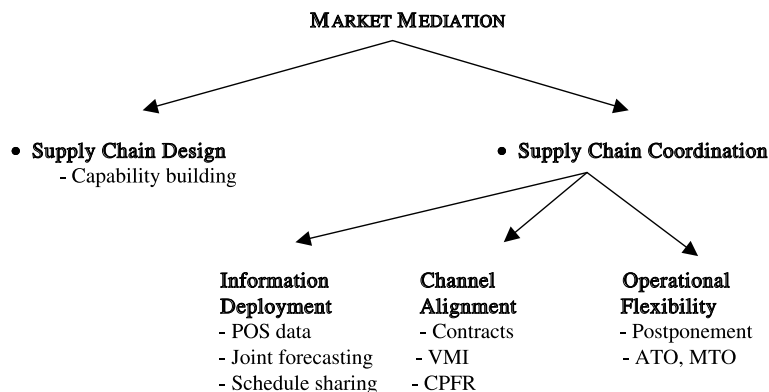 MARKET MEDIATION
• Supply Chain Design
- Capability building
• Supply Chain Coordination
Information
Deployment
- POS data
- Joint forecasting
- Schedule sharing
Channel
Alignment
- Contracts
- VMI
- CPFR
Operational
Flexibility
- Postponement
- ATO, MTO